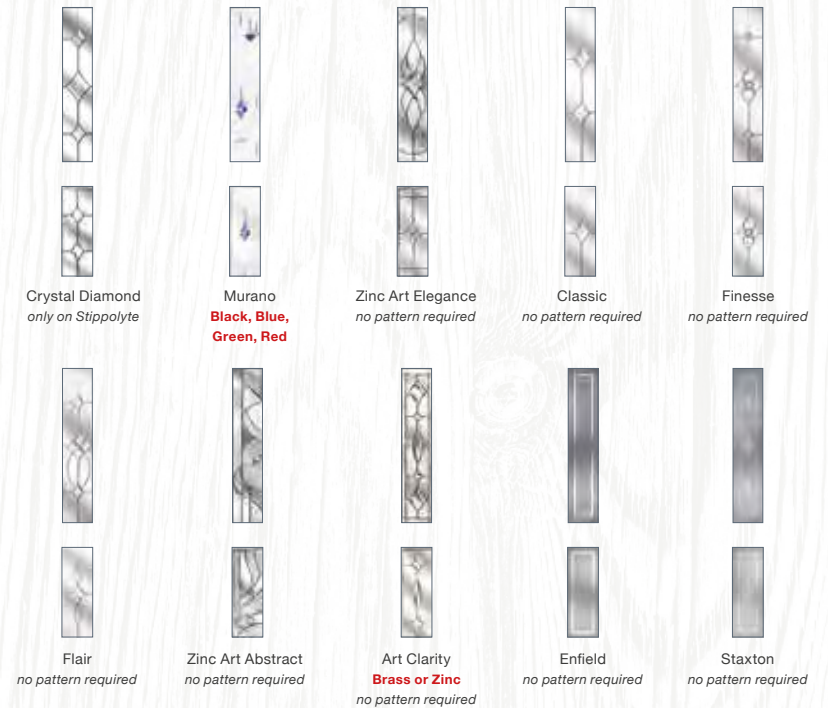 Crystal Diamond
only on Stippolyte
Murano
Black, Blue,
Green, Red
Zinc Art Elegance
no pattern required
Classic
no pattern required
Finesse
no pattern required
Flair
no pattern required
Zinc Art Abstract
no pattern required
Art Clarity
Brass or Zinc
no pattern required
Enfield
no pattern required
Staxton
no pattern required